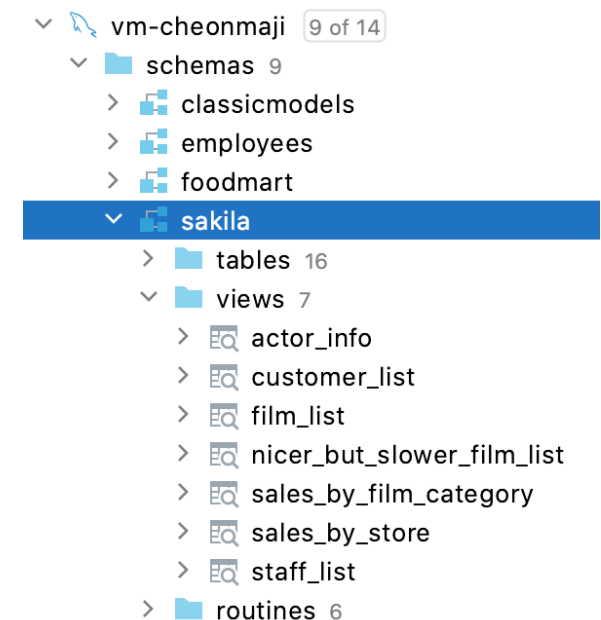 vm-cheonmaji 9 of 14
schemas 9
classicmodels
employees
foodmart
sakila
tables 16
views 7
actor_info
customer_list
film_list
nicer_but_slower_film_list
sales_by_film_category
sales_by_store
staff_list
routines 6